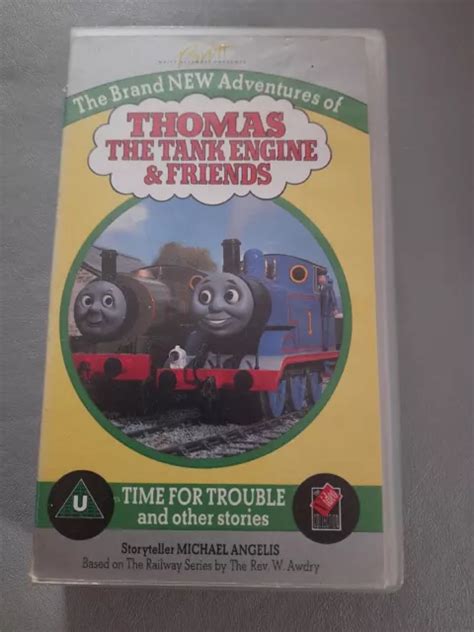 The Brand NEW Adventures of
THOMAS
THE TANK ENGINE
& FRIENDS
1
U
TIME FOR TROUBLE
and other stories
Storyteller MICHAEL ANGELIS
Based on The Railway Series by The Rev. W. Awdry